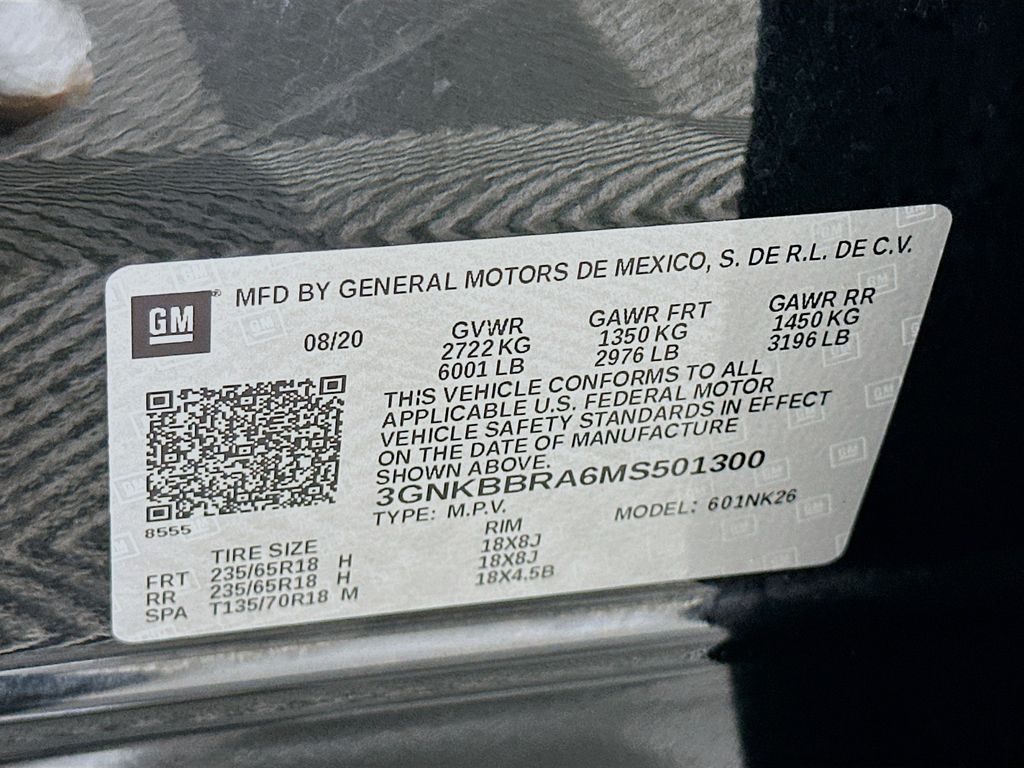 GM
MFD BY GENERAL MOTORS DE MEXICO, S. DE R.L. DE C.V.
08/20
GVWR
2722 KG
6001 LB
GAWR FRT
1350 KG
2976 LB
GAWR RR
1450 KG
3196 LB
THIS VEHICLE CONFORMS TO ALL
APPLICABLE U.S. FEDERAL MOTOR
VEHICLE SAFETY STANDARDS IN EFFECT
ON THE DATE OF MANUFACTURE
SHOWN ABOVE.
3GNKBBRA6MS501300
TYPE: M.P.V.
MODEL: 601NK26
8555
TIRE SIZE RIM
FRT 235/65R18 H 18X8J
RR 235/65R18 H 18X8J
SPA T135/70R18 M 18X4.5B